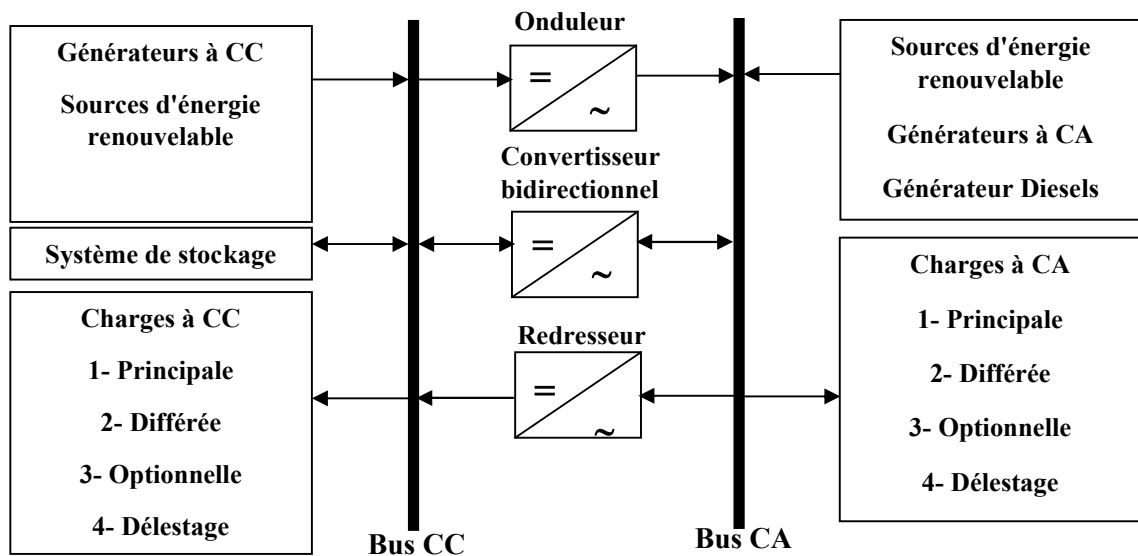 Générateurs à CC
Sources d'énergie
renouvelable
Système de stockage
Charges à CC
1- Principale
2- Différée
3- Optionnelle
4- Délestage
Bus CC
Onduleur
=
~
Convertisseur
bidirectionnel
=
~
Redresseur
=
~
Bus CA
Sources d'énergie
renouvelable
Générateurs à CA
Générateur Diesels
Charges à CA
1- Principale
2- Différée
3- Optionnelle
4- Délestage